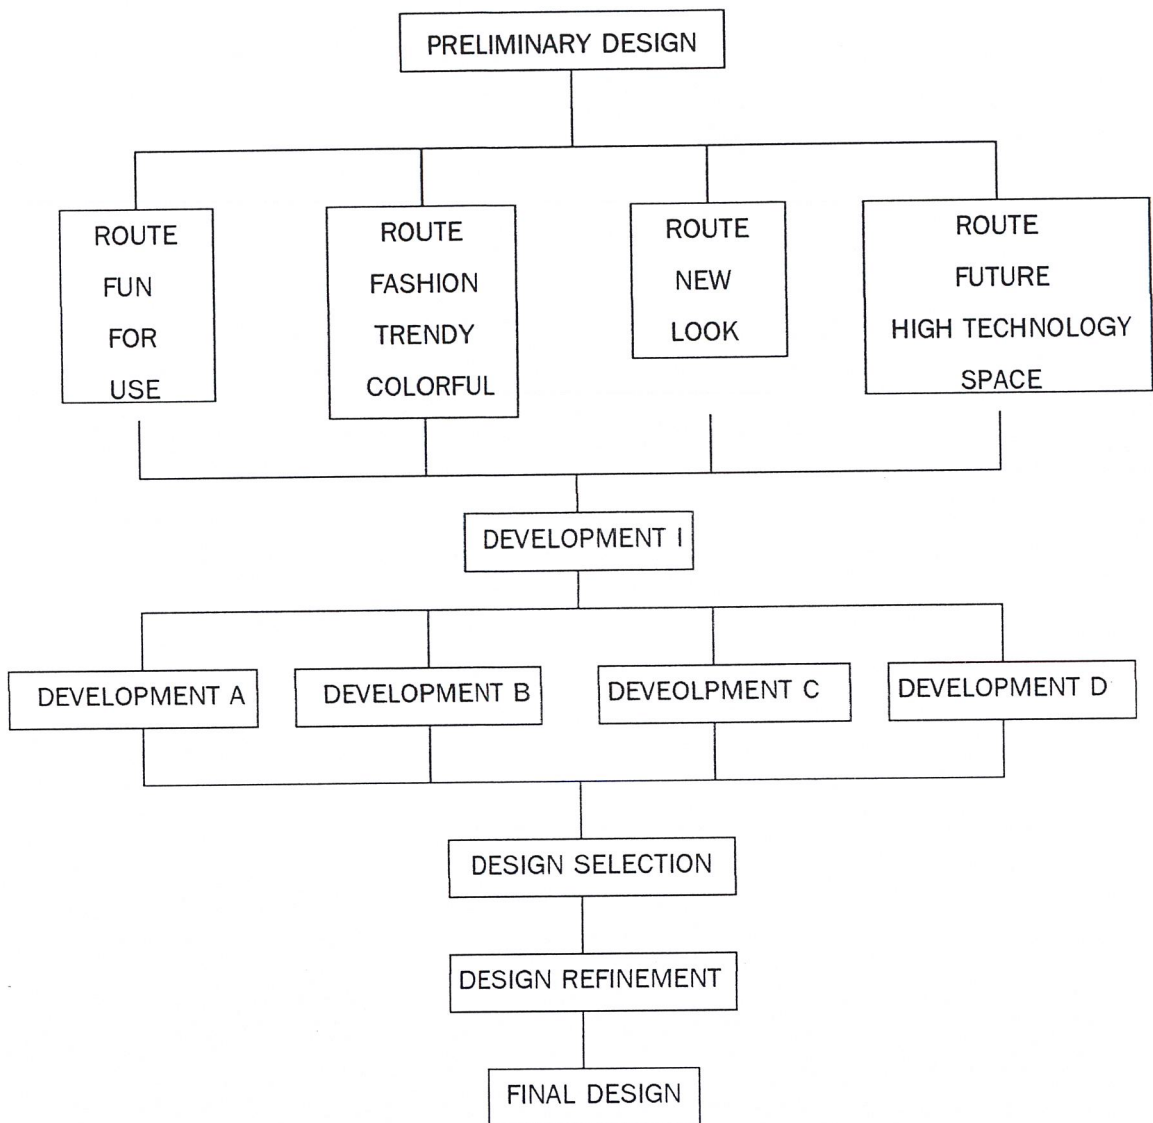 PRELIMINARY DESIGN
ROUTE
FUN
FOR
USE
ROUTE
FASHION
TRENDY
COLORFUL
ROUTE
NEW
LOOK
ROUTE
FUTURE
HIGH TECHNOLOGY
SPACE
DEVELOPMENT I
DEVELOPMENT A
DEVELOPMENT B
DEVEOLPMENT C
DEVELOPMENT D
DESIGN SELECTION
DESIGN REFINEMENT
FINAL DESIGN